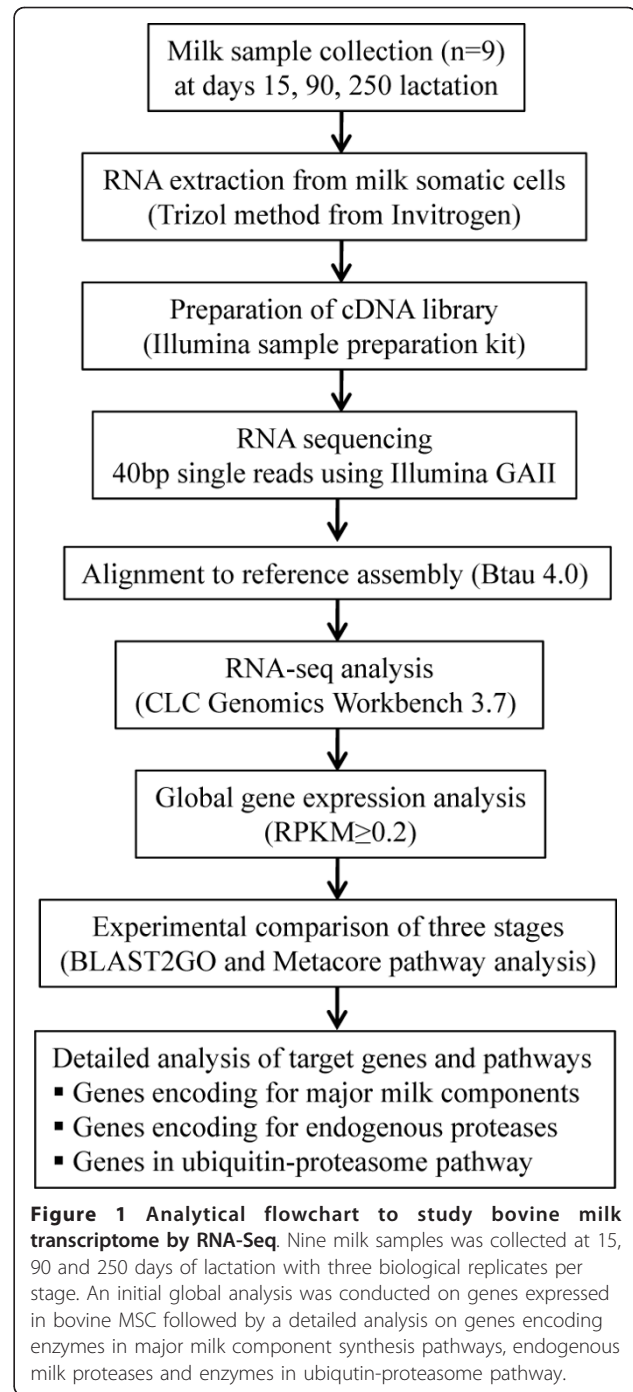 Milk sample collection (n=9)
at days 15, 90, 250 lactation
RNA extraction from milk somatic cells
(Trizol method from Invitrogen)
Preparation of cDNA library
(Illumina sample preparation kit)
RNA sequencing
40bp single reads using Illumina GAII
Alignment to reference assembly (Btau 4.0)
RNA-seq analysis
(CLC Genomics Workbench 3.7)
Global gene expression analysis
(RPKM≥0.2)
Experimental comparison of three stages
(BLAST2GO and Metacore pathway analysis)
Detailed analysis of target genes and pathways
▪ Genes encoding for major milk components
▪ Genes encoding for endogenous proteases
▪ Genes in ubiquitin-proteasome pathway
Figure 1 Analytical flowchart to study bovine milk
transcriptome by RNA-Seq. Nine milk samples was collected at 15,
90 and 250 days of lactation with three biological replicates per
stage. An initial global analysis was conducted on genes expressed
in bovine MSC followed by a detailed analysis on genes encoding
enzymes in major milk component synthesis pathways, endogenous
milk proteases and enzymes in ubiqutin-proteasome pathway.